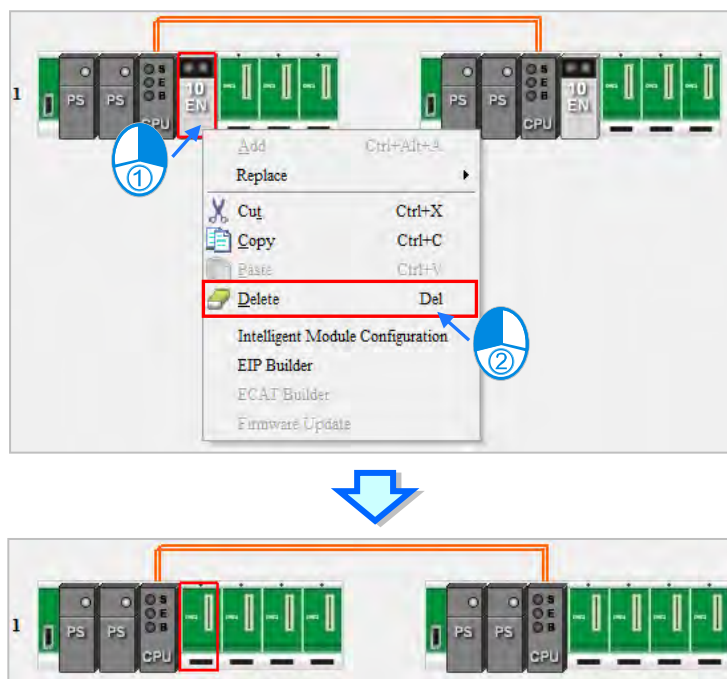 1
PS PS S E B CPU 10 EN
PS PS S E B CPU 10 EN
①
Add Ctrl+Alt+A
Replace
Cut Ctrl+X
Copy Ctrl+C
Paste Ctrl+V
Delete Del
Intelligent Module Configuration
EIP Builder
②
ECAT Builder
Firmware Update
1
PS PS S E B CPU
PS PS S E B CPU